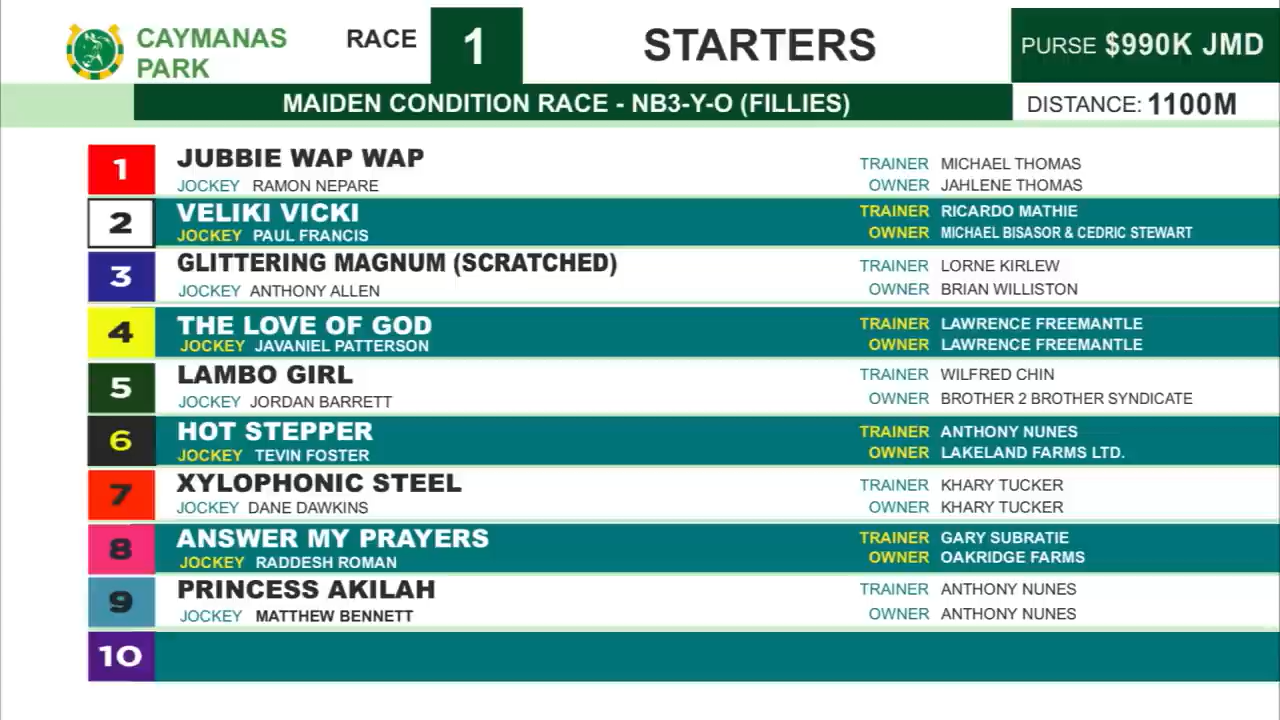 CAYMANAS
PARK
RACE 1
STARTERS
PURSE $990K JMD
MAIDEN CONDITION RACE - NB3-Y-O (FILLIES)
DISTANCE: 1100M
1 JUBBIE WAP WAP
JOCKEY RAMON NEPARE
TRAINER MICHAEL THOMAS
OWNER JAHLENE THOMAS
2 VELIKI VICKI
JOCKEY PAUL FRANCIS
TRAINER RICARDO MATHIE
OWNER MICHAEL BISASOR & CEDRIC STEWART
3 GLITTERING MAGNUM (SCRATCHED)
JOCKEY ANTHONY ALLEN
TRAINER LORNE KIRLEW
OWNER BRIAN WILLISTON
4 THE LOVE OF GOD
JOCKEY JAVANIEL PATTERSON
TRAINER LAWRENCE FREEMANTLE
OWNER LAWRENCE FREEMANTLE
5 LAMBO GIRL
JOCKEY JORDAN BARRETT
TRAINER WILFRED CHIN
OWNER BROTHER 2 BROTHER SYNDICATE
6 HOT STEPPER
JOCKEY TEVIN FOSTER
TRAINER ANTHONY NUNES
OWNER LAKELAND FARMS LTD.
7 XYLOPHONIC STEEL
JOCKEY DANE DAWKINS
TRAINER KHARY TUCKER
OWNER KHARY TUCKER
8 ANSWER MY PRAYERS
JOCKEY RADDESH ROMAN
TRAINER GARY SUBRATIE
OWNER OAKRIDGE FARMS
9 PRINCESS AKILAH
JOCKEY MATTHEW BENNETT
TRAINER ANTHONY NUNES
OWNER ANTHONY NUNES
10